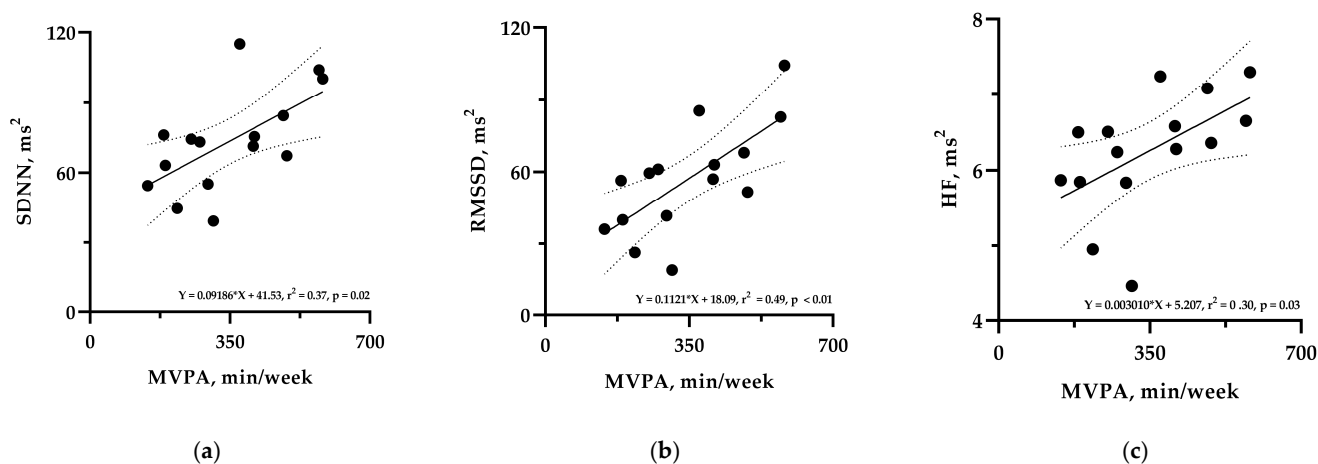 120
60
0
SDNN, ms²
0
350
700
MVPA, min/week
Y = 0.09186*X + 41.53, r² = 0.37, p = 0.02
(a)
120
60
0
RMSSD, ms²
0
350
700
MVPA, min/week
Y = 0.1121*X + 18.09, r² = 0.49, p < 0.01
(b)
8
6
4
HF, ms²
0
350
700
MVPA, min/week
Y = 0.003010*X + 5.207, r² = 0 .30, p = 0.03
(c)